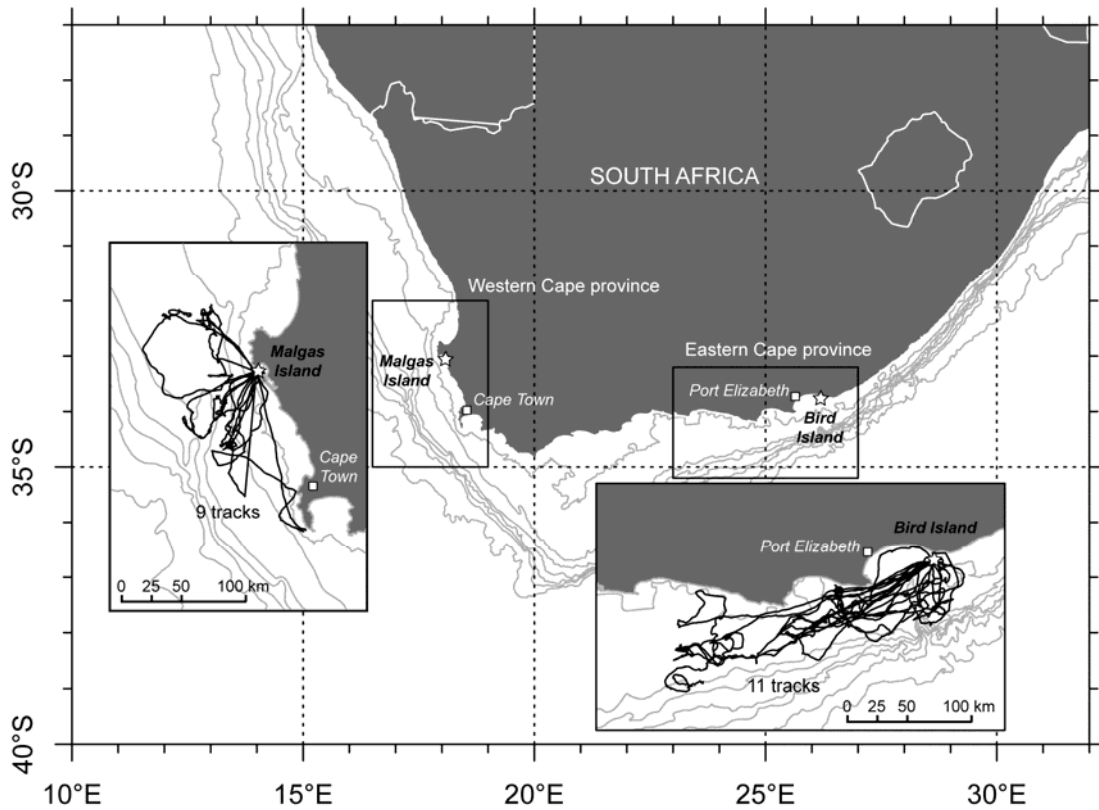 SOUTH AFRICA
30°S
Western Cape province
Malgas
Island
Malgas
Island
Eastern Cape province
Port Elizabeth
Cape Town
Bird
Island
Cape
Town
35°S
9 tracks
0 25 50 100 km
Bird Island
Port Elizabeth
11 tracks
0 25 50 100 km
40°S
10°E 15°E 20°E 25°E 30°E